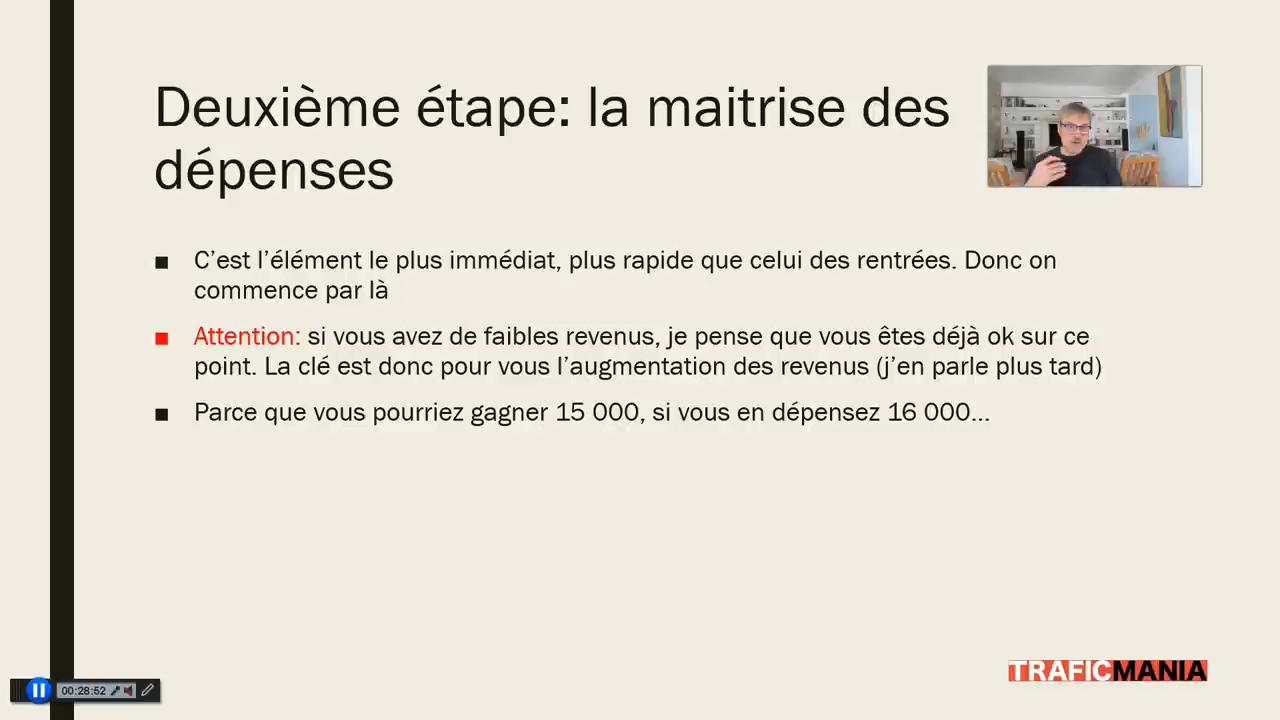 Deuxième étape: la maitrise des
dépenses
C’est l’élément le plus immédiat, plus rapide que celui des rentrées. Donc on
commence par là
Attention: si vous avez de faibles revenus, je pense que vous êtes déjà ok sur ce
point. La clé est donc pour vous l’augmentation des revenus (j’en parle plus tard)
Parce que vous pourriez gagner 15 000, si vous en dépensez 16 000…
TRAFICMANIA
00:28:52